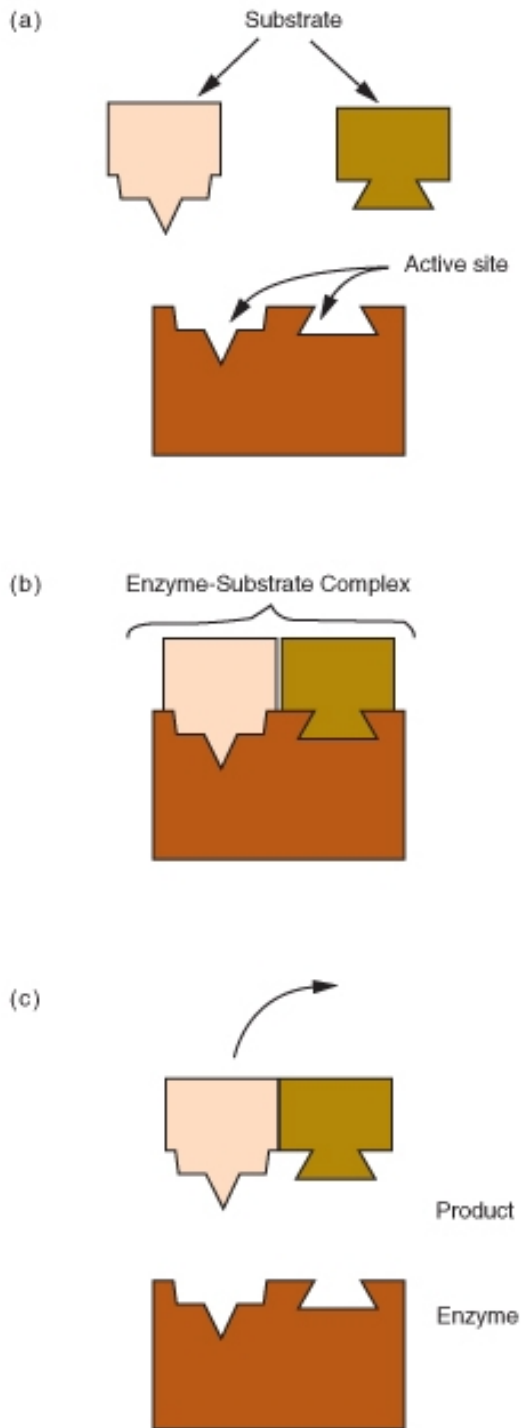 (a)
Substrate
Active site
(b)
Enzyme-Substrate Complex
(c)
Product
Enzyme